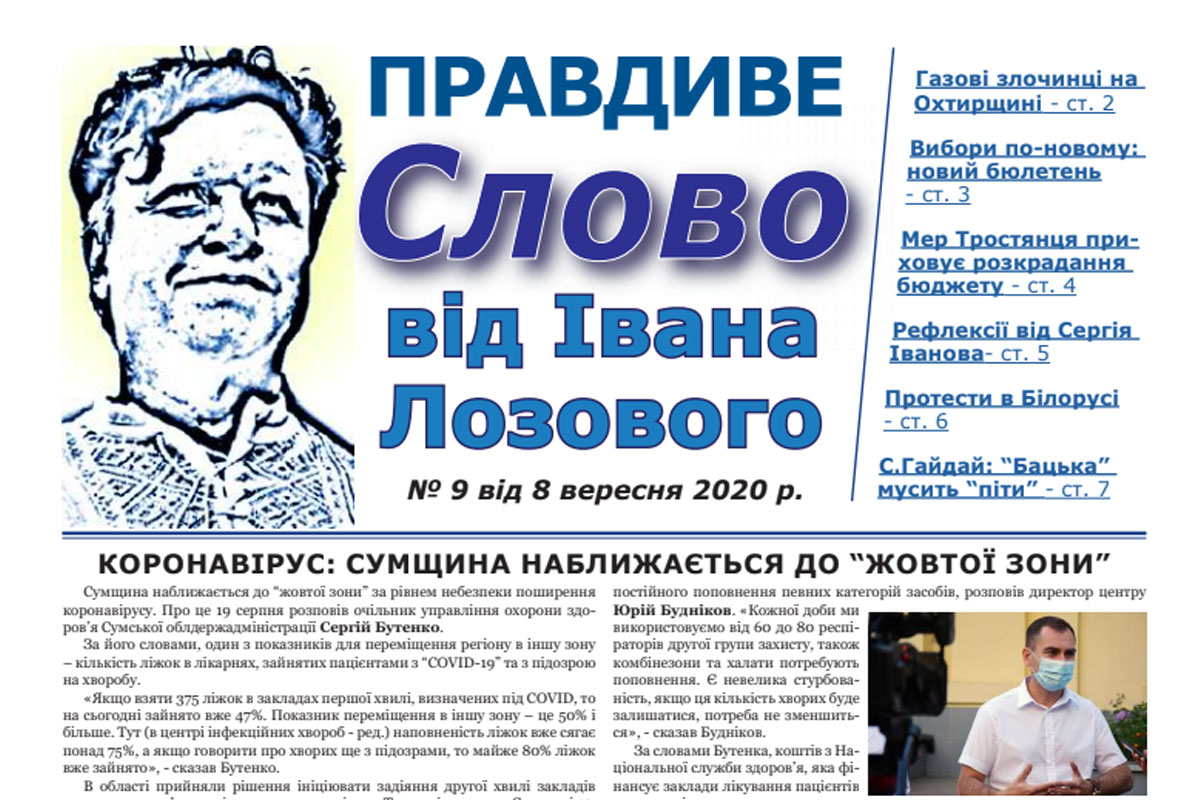 ПРАВДИВЕ
Слово
від Івана
Лозового
№ 9 від 8 вересня 2020 р.
Газові злочинці на
Охтирщині - ст. 2
Вибори по-новому:
новий бюлетень
- ст. 3
Мер Тростянця при-
ховує розкрадання
бюджету - ст. 4
Рефлексії від Сергія
Іванова- ст. 5
Протести в Білорусі
- ст. 6
С.Гайдай: “Бацька”
мусить “піти” - ст. 7
КОРОНАВІРУС: СУМЩИНА НАБЛИЖАЄТЬСЯ ДО “ЖОВТОЇ ЗОНИ”
Сумщина наближається до “жовтої зони” за рівнем небезпеки поширення
коронавірусу. Про це 19 серпня розповів очільник управління охорони здо-
ров’я Сумської облдержадміністрації Сергій Бутенко.
За його словами, один з показників для переміщення регіону в іншу зону
– кількість ліжок в лікарнях, зайнятих пацієнтами з “COVID-19” та з підозрою
на хворобу.
«Якщо взяти 375 ліжок в закладах першої хвилі, визначених під COVID, то
на сьогодні зайнято вже 47%. Показник переміщення в іншу зону – це 50% і
більше. Тут (в центрі інфекційних хвороб - ред.) наповненість ліжок вже сягає
понад 75%, а якщо говорити про хворих ще з підозрами, то майже 80% ліжок
вже зайнято», - сказав Бутенко.
В області прийняли рішення ініціювати задіяння другої хвилі закладів
постійного поповнення певних категорій засобів, розповів директор центру
Юрій Будніков. «Кожної доби ми
використовуємо від 60 до 80 респі-
раторів другої групи захисту, також
комбінезони та халати потребують
поповнення. Є невелика стурбова-
ність, якщо ця кількість хворих буде
залишатися, потреба не зменшить-
ся», - сказав Будніков.
За словами Бутенка, коштів з На-
ціональної служби здоров’я, яка фі-
нансує заклади лікування пацієнтів